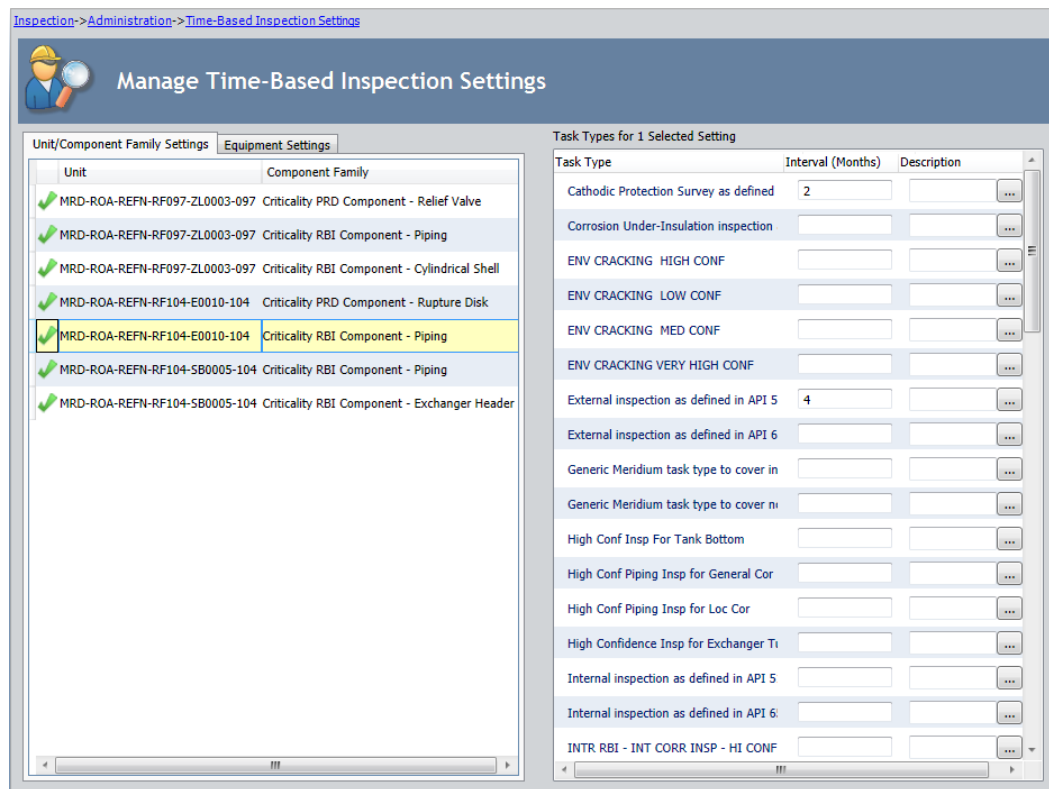 Inspection->Administration->Time-Based Inspection Settings
Manage Time-Based Inspection Settings
Unit/Component Family Settings Equipment Settings
Unit Component Family
MRD-ROA-REFN-RF097-ZL0003-097 Criticality PRD Component - Relief Valve
MRD-ROA-REFN-RF097-ZL0003-097 Criticality RBI Component - Piping
MRD-ROA-REFN-RF097-ZL0003-097 Criticality RBI Component - Cylindrical Shell
MRD-ROA-REFN-RF104-E0010-104 Criticality PRD Component - Rupture Disk
MRD-ROA-REFN-RF104-E0010-104 Criticality RBI Component - Piping
MRD-ROA-REFN-RF104-SB0005-104 Criticality RBI Component - Piping
MRD-ROA-REFN-RF104-SB0005-104 Criticality RBI Component - Exchanger Header
Task Types for 1 Selected Setting
Task Type Interval (Months) Description
Cathodic Protection Survey as defined 2 ...
Corrosion Under-Insulation inspection ...
ENV CRACKING HIGH CONF ...
ENV CRACKING LOW CONF ...
ENV CRACKING MED CONF ...
ENV CRACKING VERY HIGH CONF ...
External inspection as defined in API 5 4 ...
External inspection as defined in API 6 ...
Generic Meridium task type to cover in ...
Generic Meridium task type to cover ...
High Conf Insp For Tank Bottom ...
High Conf Piping Insp for General Cor ...
High Conf Piping Insp for Loc Cor ...
High Confidence Insp for Exchanger ...
Internal inspection as defined in API 5 ...
Internal inspection as defined in API 6 ...
INTR RBI - INT CORR INSP - HI CONF ...